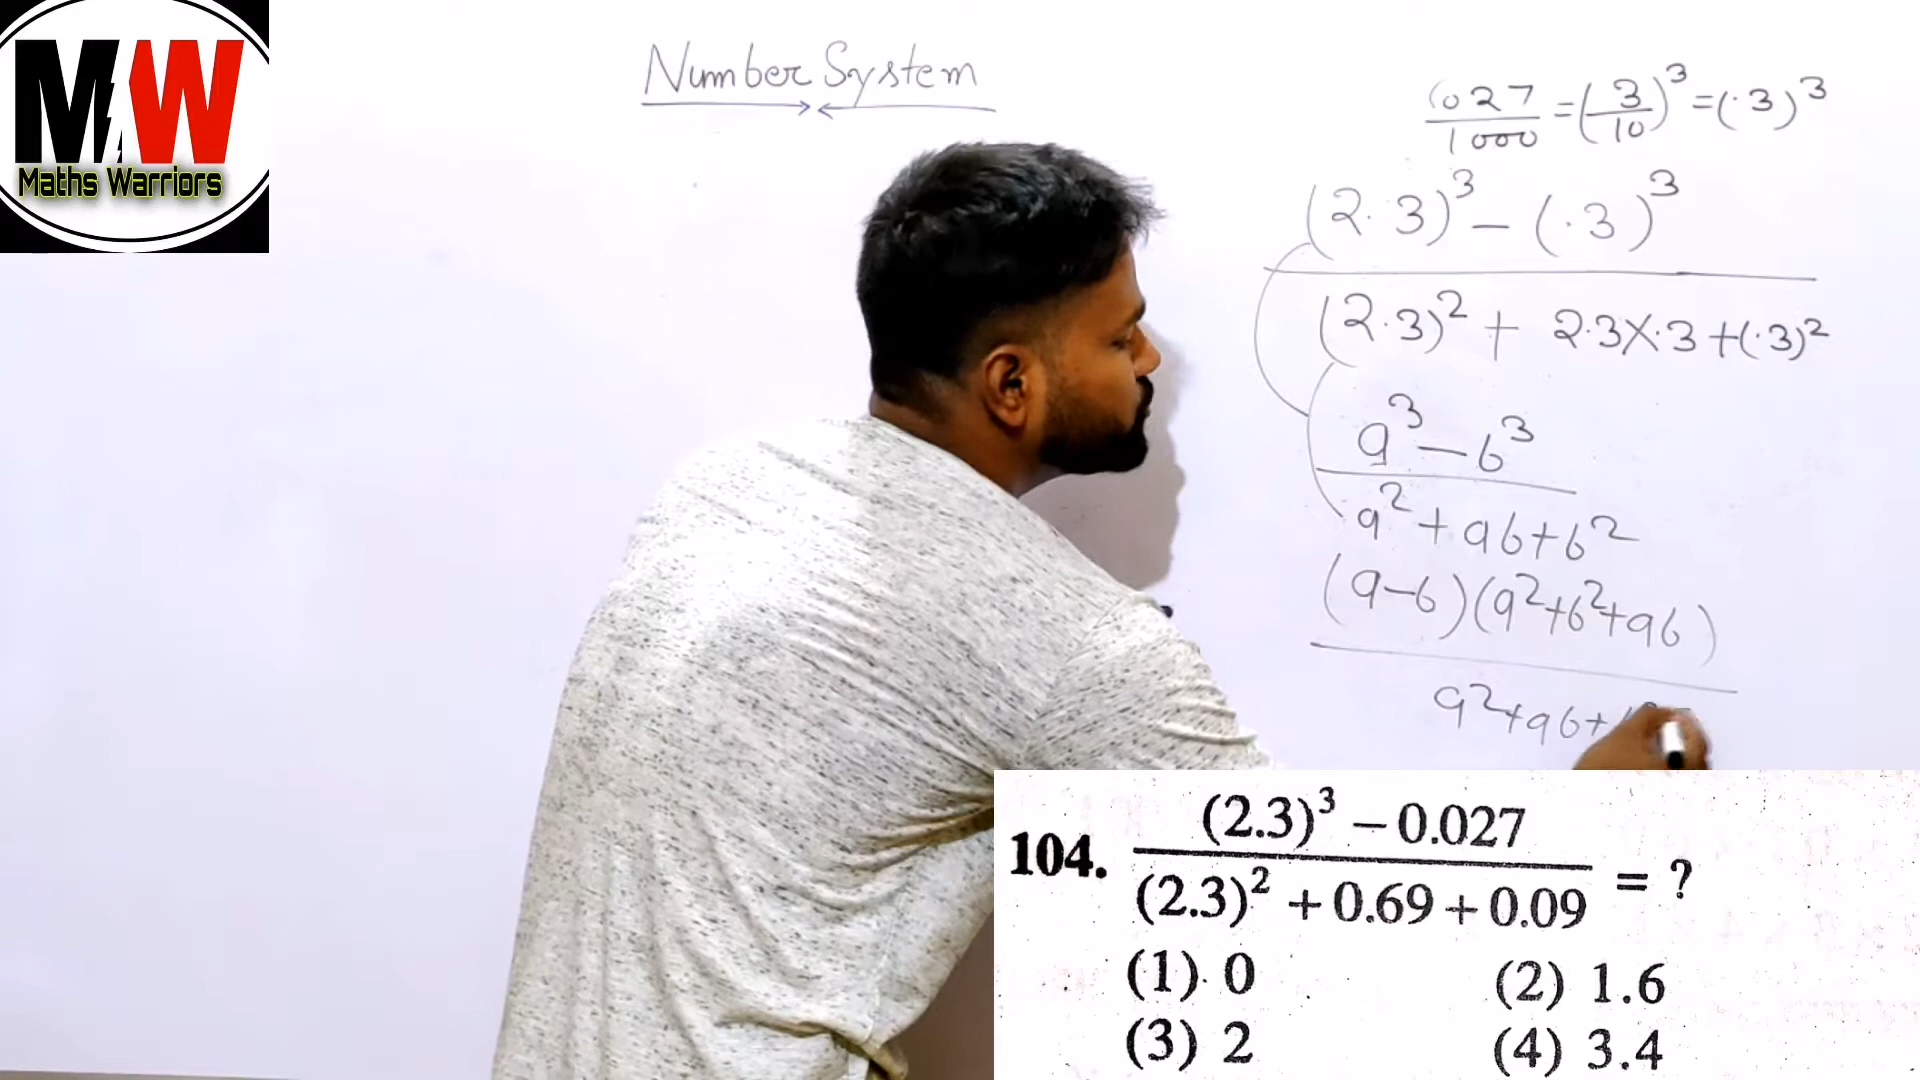 MW
Maths Warriors
Number System
027/1000 = (3/10)³ = (·3)³
(2·3)³ - (·3)³
(2·3)² + 2·3×·3 + (·3)²
a³ - b³
a² + ab + b²
(a-b)(a²+b²+ab)
a²+ab+
104. (2.3)³ - 0.027
(2.3)² + 0.69 + 0.09 = ?
(1) 0 (2) 1.6
(3) 2 (4) 3.4